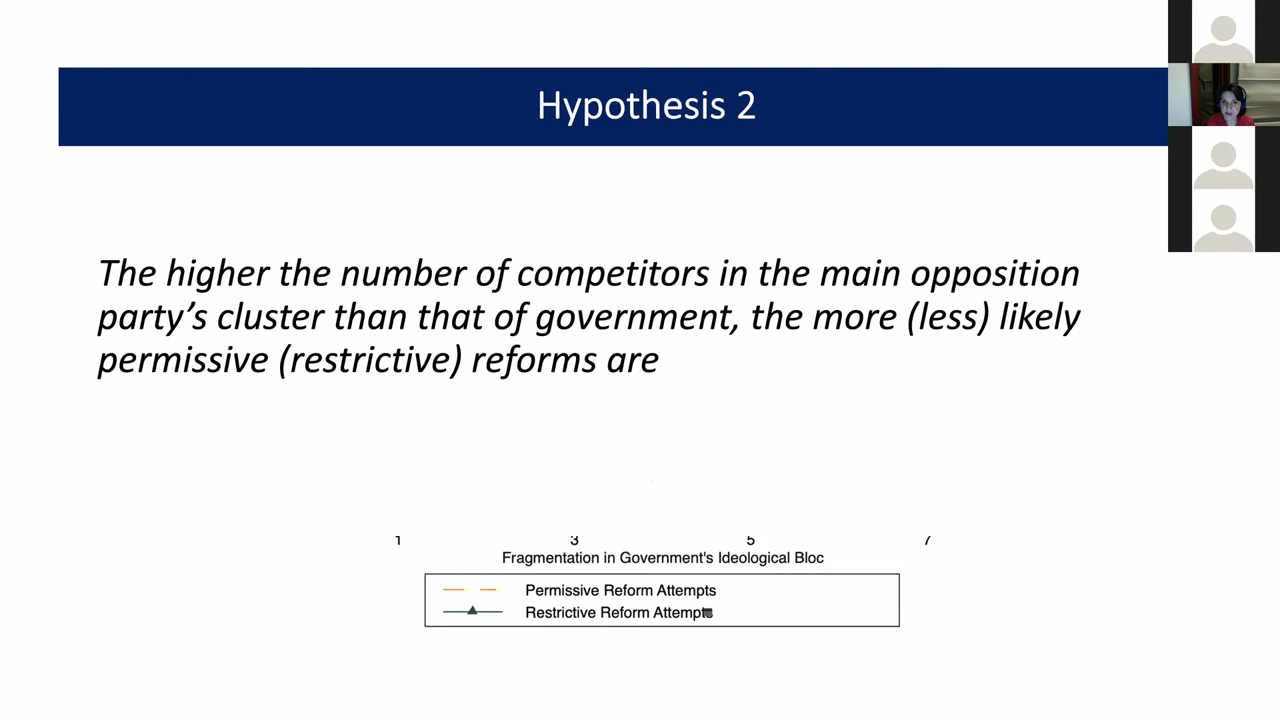 Hypothesis 2
The higher the number of competitors in the main opposition
party’s cluster than that of government, the more (less) likely
permissive (restrictive) reforms are
1 3 5 7
Fragmentation in Government's Ideological Bloc
Permissive Reform Attempts
Restrictive Reform Attempts